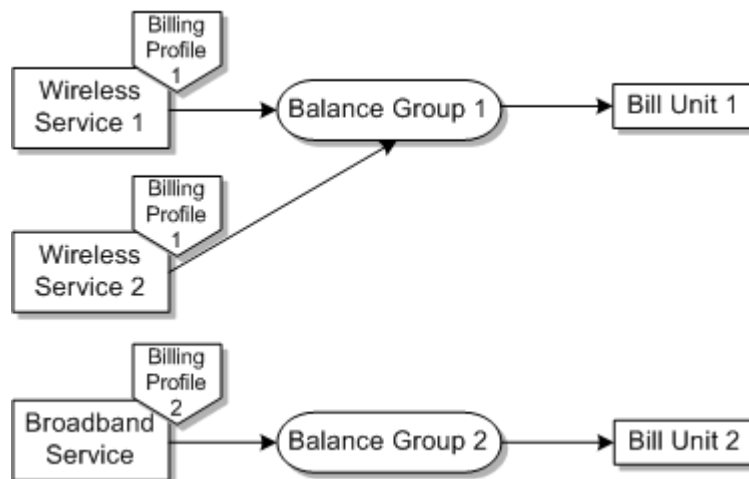 Billing
Profile
1
Wireless
Service 1
Balance Group 1
Bill Unit 1
Billing
Profile
1
Wireless
Service 2
Billing
Profile
2
Broadband
Service
Balance Group 2
Bill Unit 2